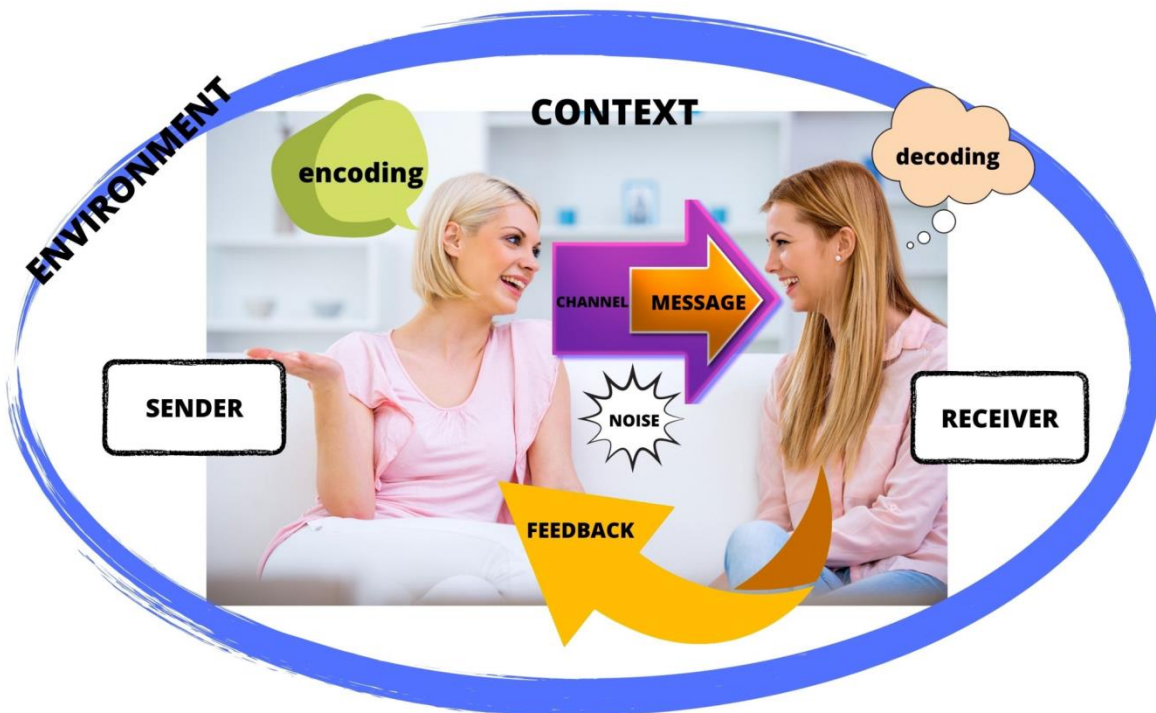 ENVIRONMENT
CONTEXT
encoding
decoding
CHANNEL
MESSAGE
SENDER
NOISE
RECEIVER
FEEDBACK